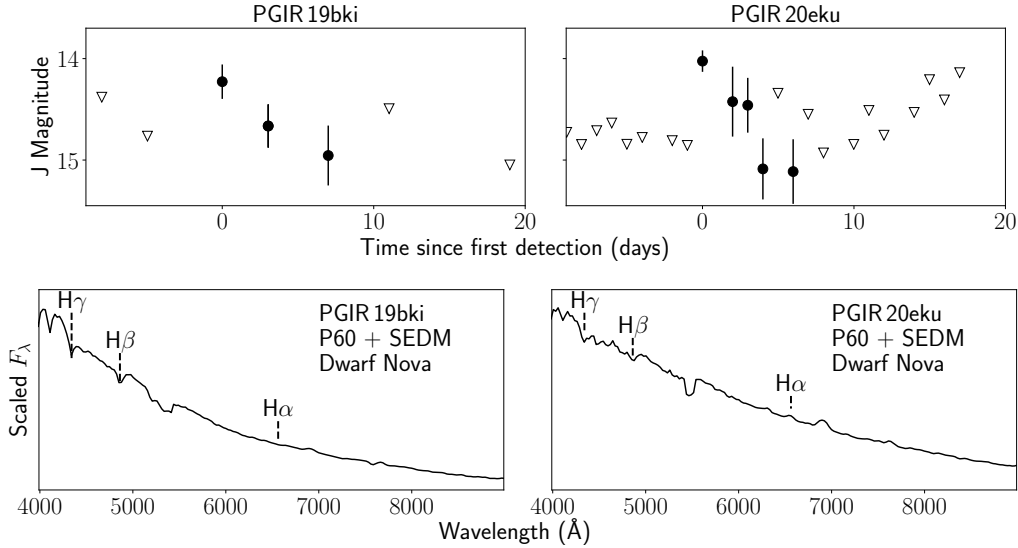 PGIR 19bki
PGIR 20eku
J Magnitude
14
15
0
10
20
0
10
20
Time since first detection (days)
Scaled Fλ
Hγ
Hβ
Hα
PGIR 19bki
P60 + SEDM
Dwarf Nova
Hγ
Hβ
Hα
PGIR 20eku
P60 + SEDM
Dwarf Nova
4000
5000
6000
7000
8000
4000
5000
6000
7000
8000
Wavelength (Å)